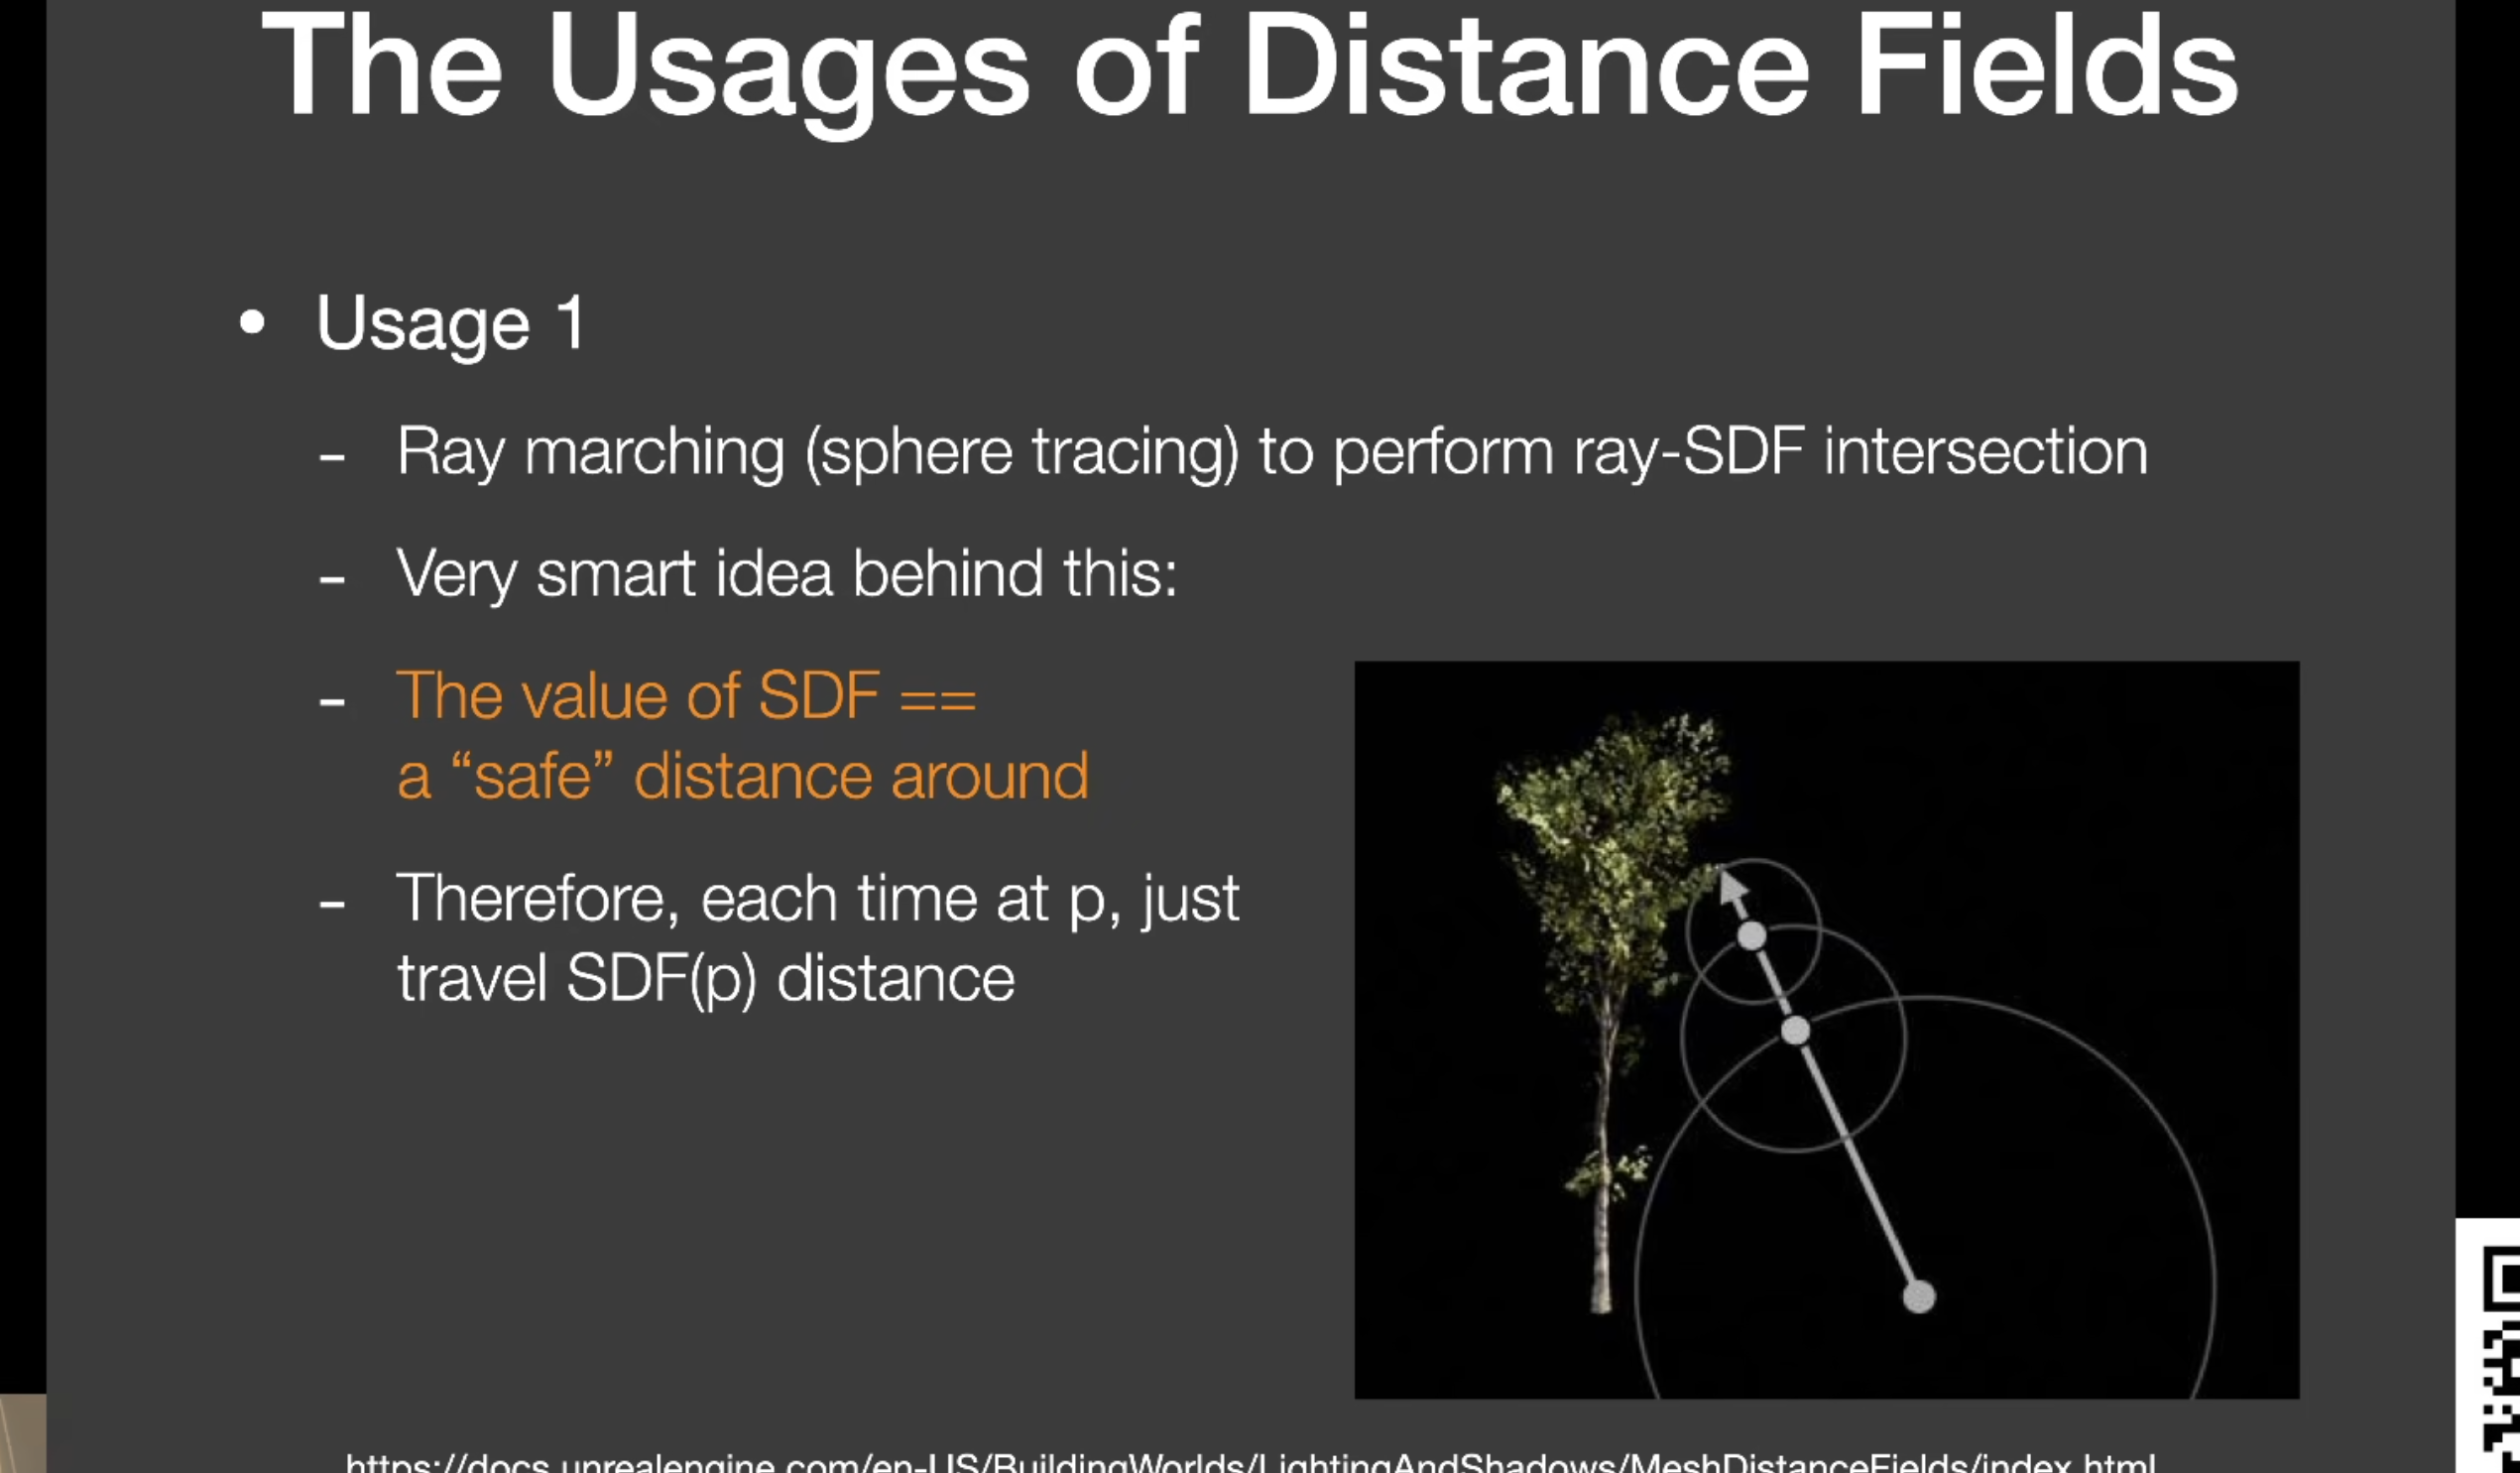 The Usages of Distance Fields
• Usage 1
- Ray marching (sphere tracing) to perform ray-SDF intersection
- Very smart idea behind this:
- The value of SDF ==
a “safe” distance around
- Therefore, each time at p, just
travel SDF(p) distance
https://docs.unrealengine.com/en-US/BuildingWorlds/LightingAndShadows/MeshDistanceFields/index.html